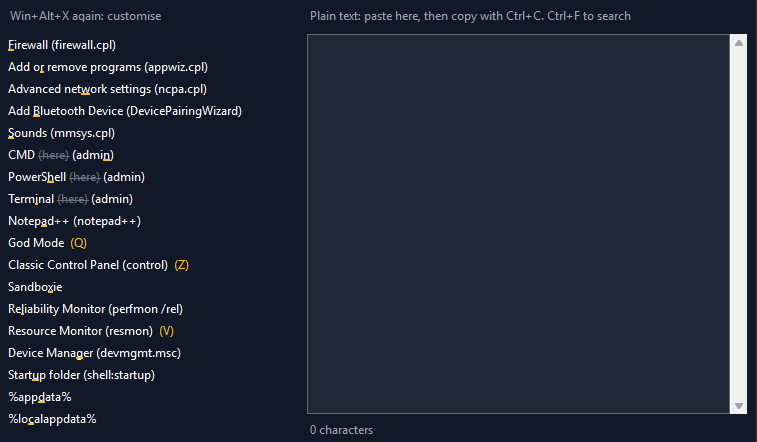 Win+Alt+X again: customise
Firewall (firewall.cpl)
Add or remove programs (appwiz.cpl)
Advanced network settings (ncpa.cpl)
Add Bluetooth Device (DevicePairingWizard)
Sounds (mmsys.cpl)
CMD (here) (admin)
PowerShell (here) (admin)
Terminal (here) (admin)
Notepad++ (notepad++)
God Mode (Q)
Classic Control Panel (control) (Z)
Sandboxie
Reliability Monitor (perfmon /rel)
Resource Monitor (resmon) (V)
Device Manager (devmgmt.msc)
Startup folder (shell:startup)
%appdata%
%localappdata%
Plain text: paste here, then copy with Ctrl+C. Ctrl+F to search
0 characters